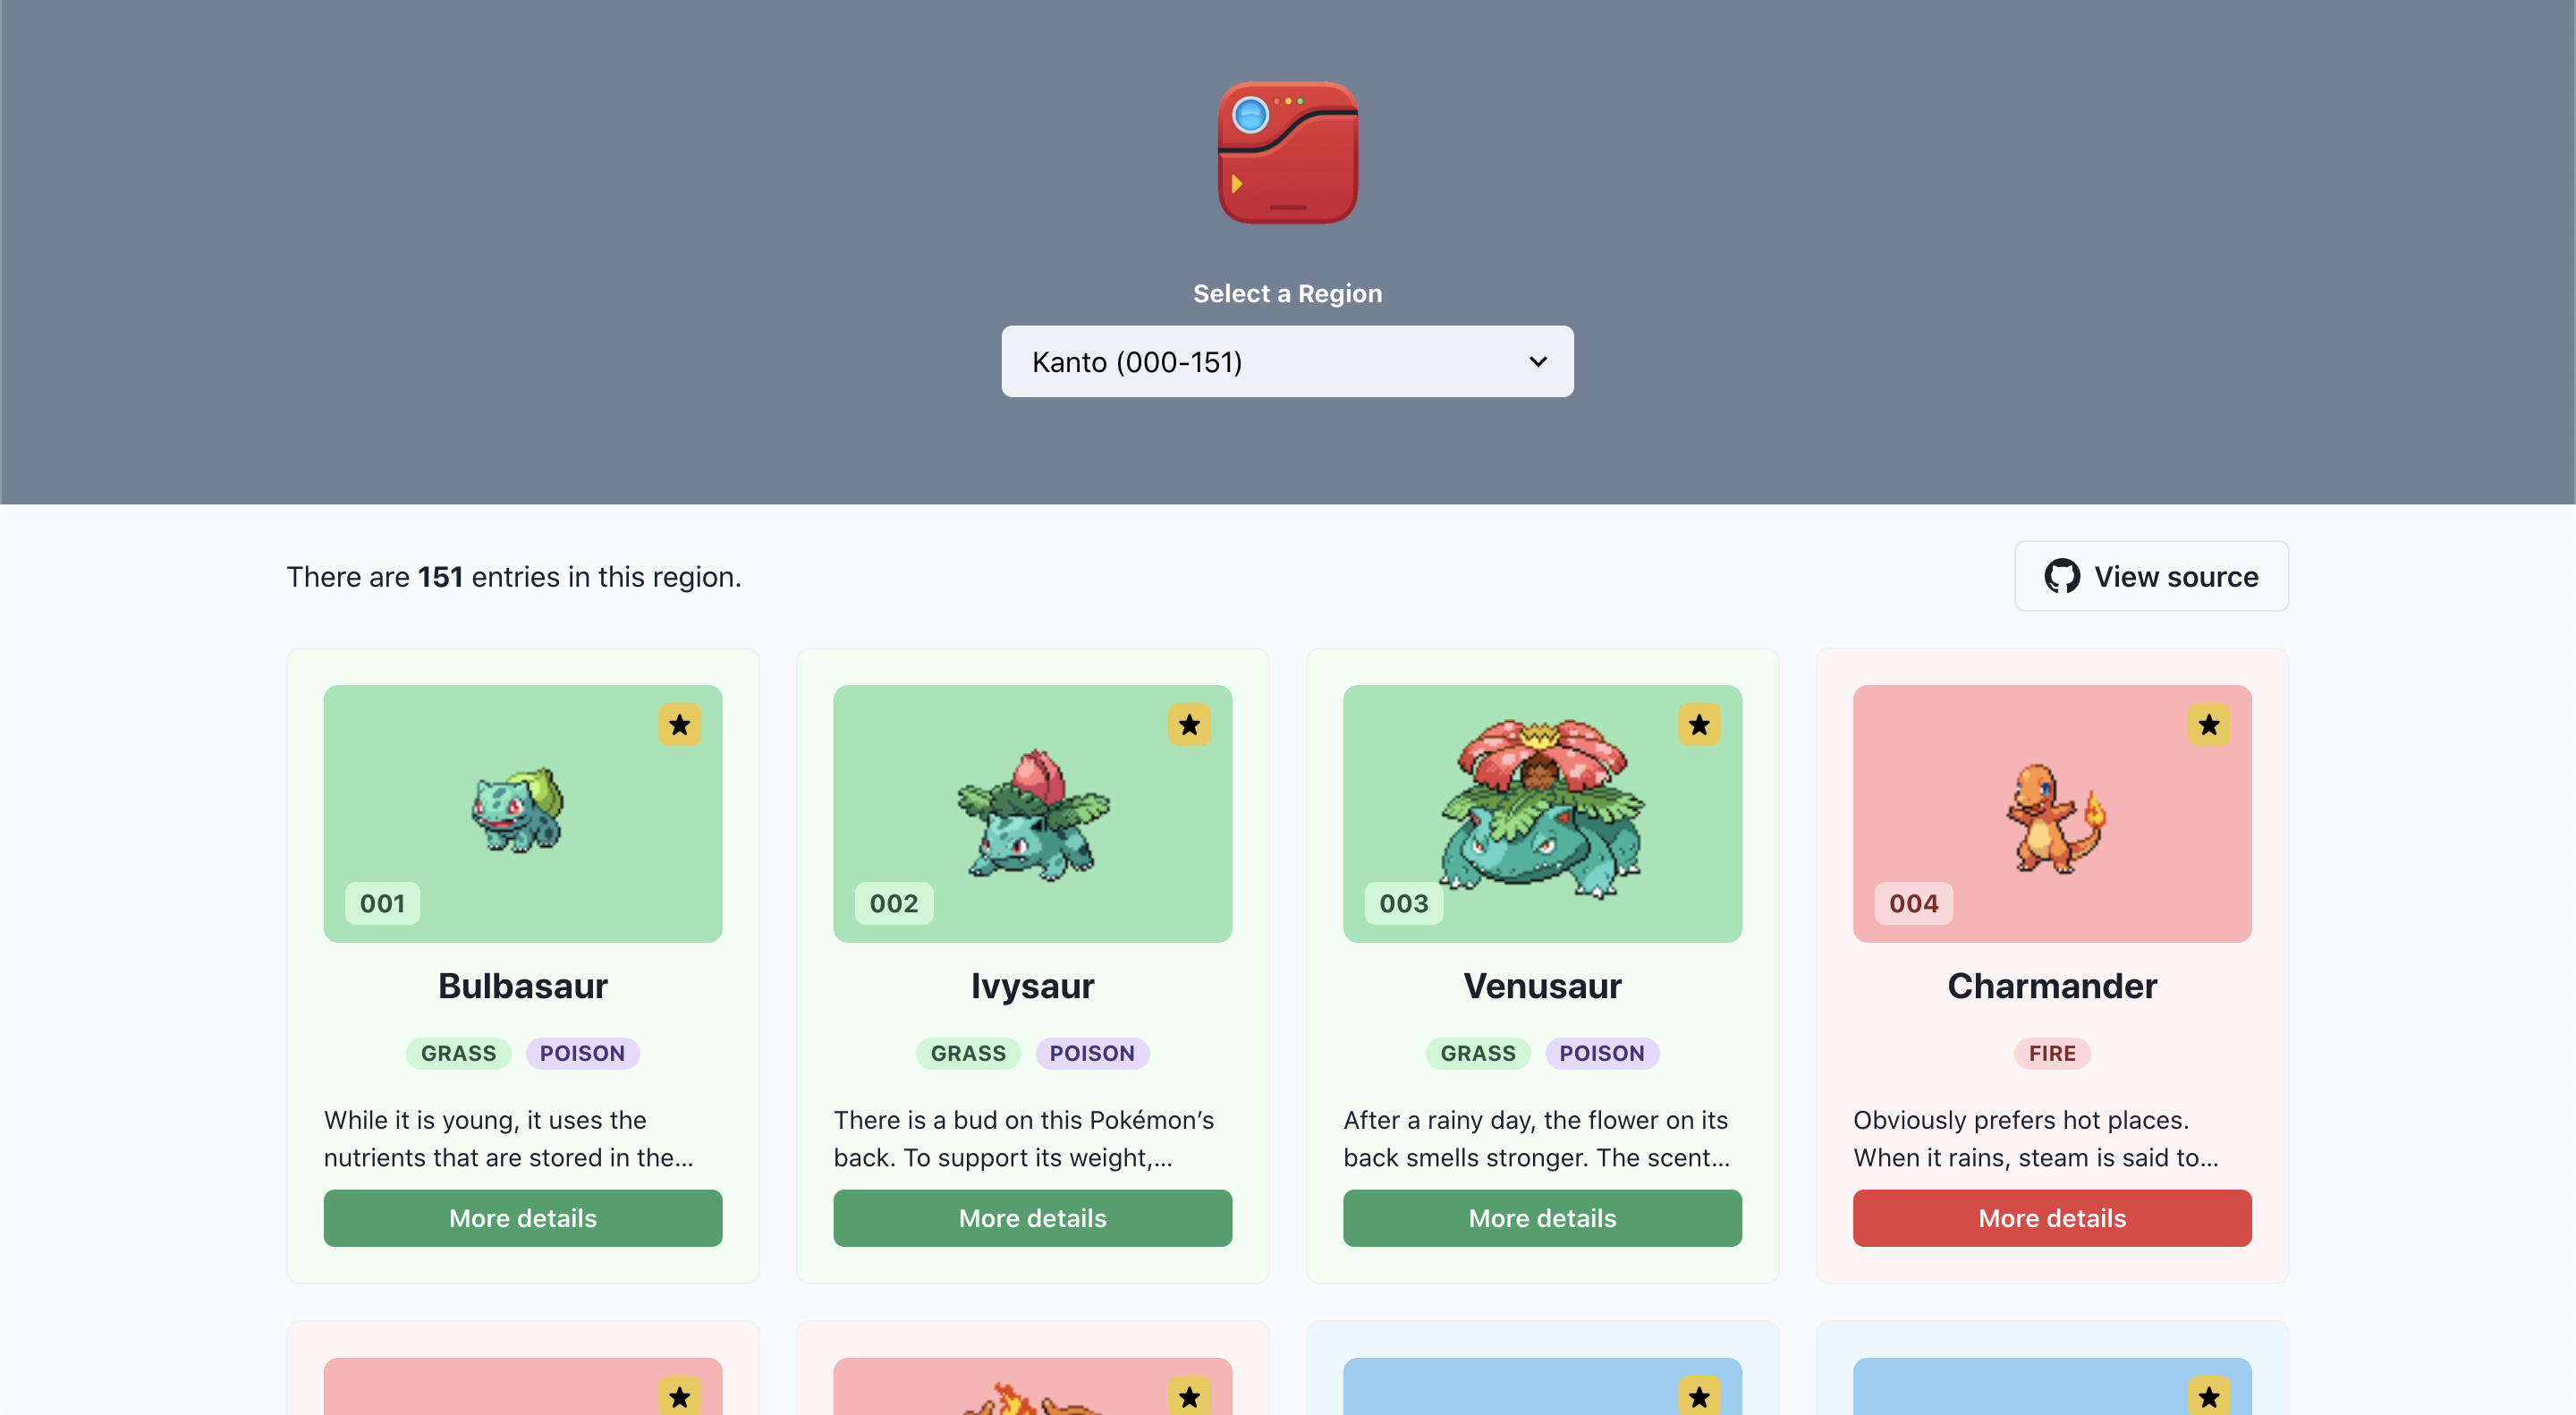 Select a Region
Kanto (000-151)
There are 151 entries in this region.
View source
001
Bulbasaur
GRASS POISON
While it is young, it uses the
nutrients that are stored in the...
More details
002
Ivysaur
GRASS POISON
There is a bud on this Pokémon’s
back. To support its weight,...
More details
003
Venusaur
GRASS POISON
After a rainy day, the flower on its
back smells stronger. The scent...
More details
004
Charmander
FIRE
Obviously prefers hot places.
When it rains, steam is said to...
More details